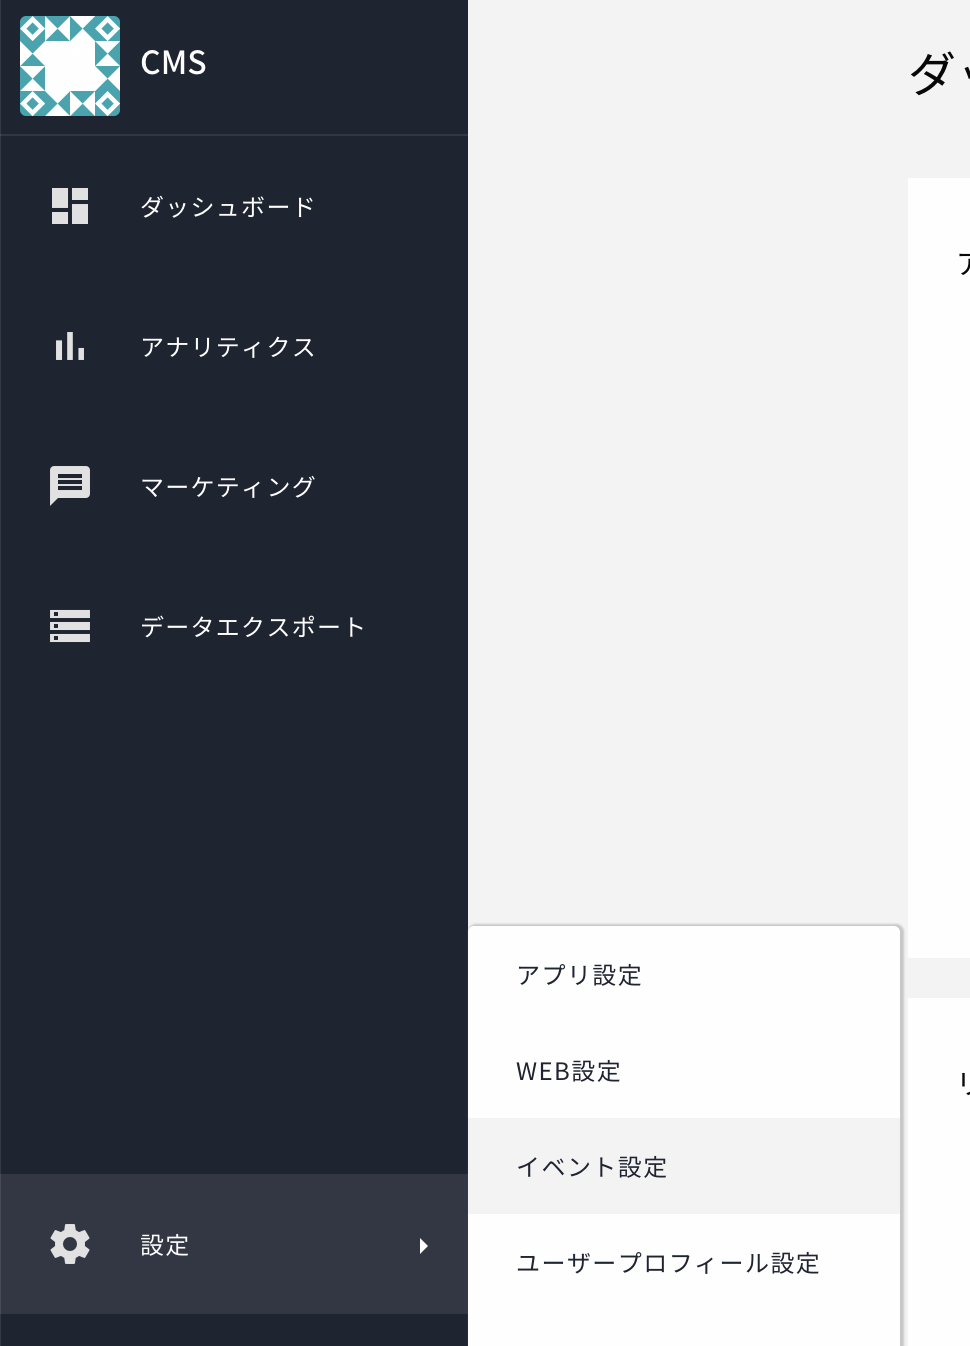 CMS
ダッシュボード
アナリティクス
マーケティング
データエクスポート
設定
アプリ設定
WEB設定
イベント設定
ユーザープロフィール設定
ダ